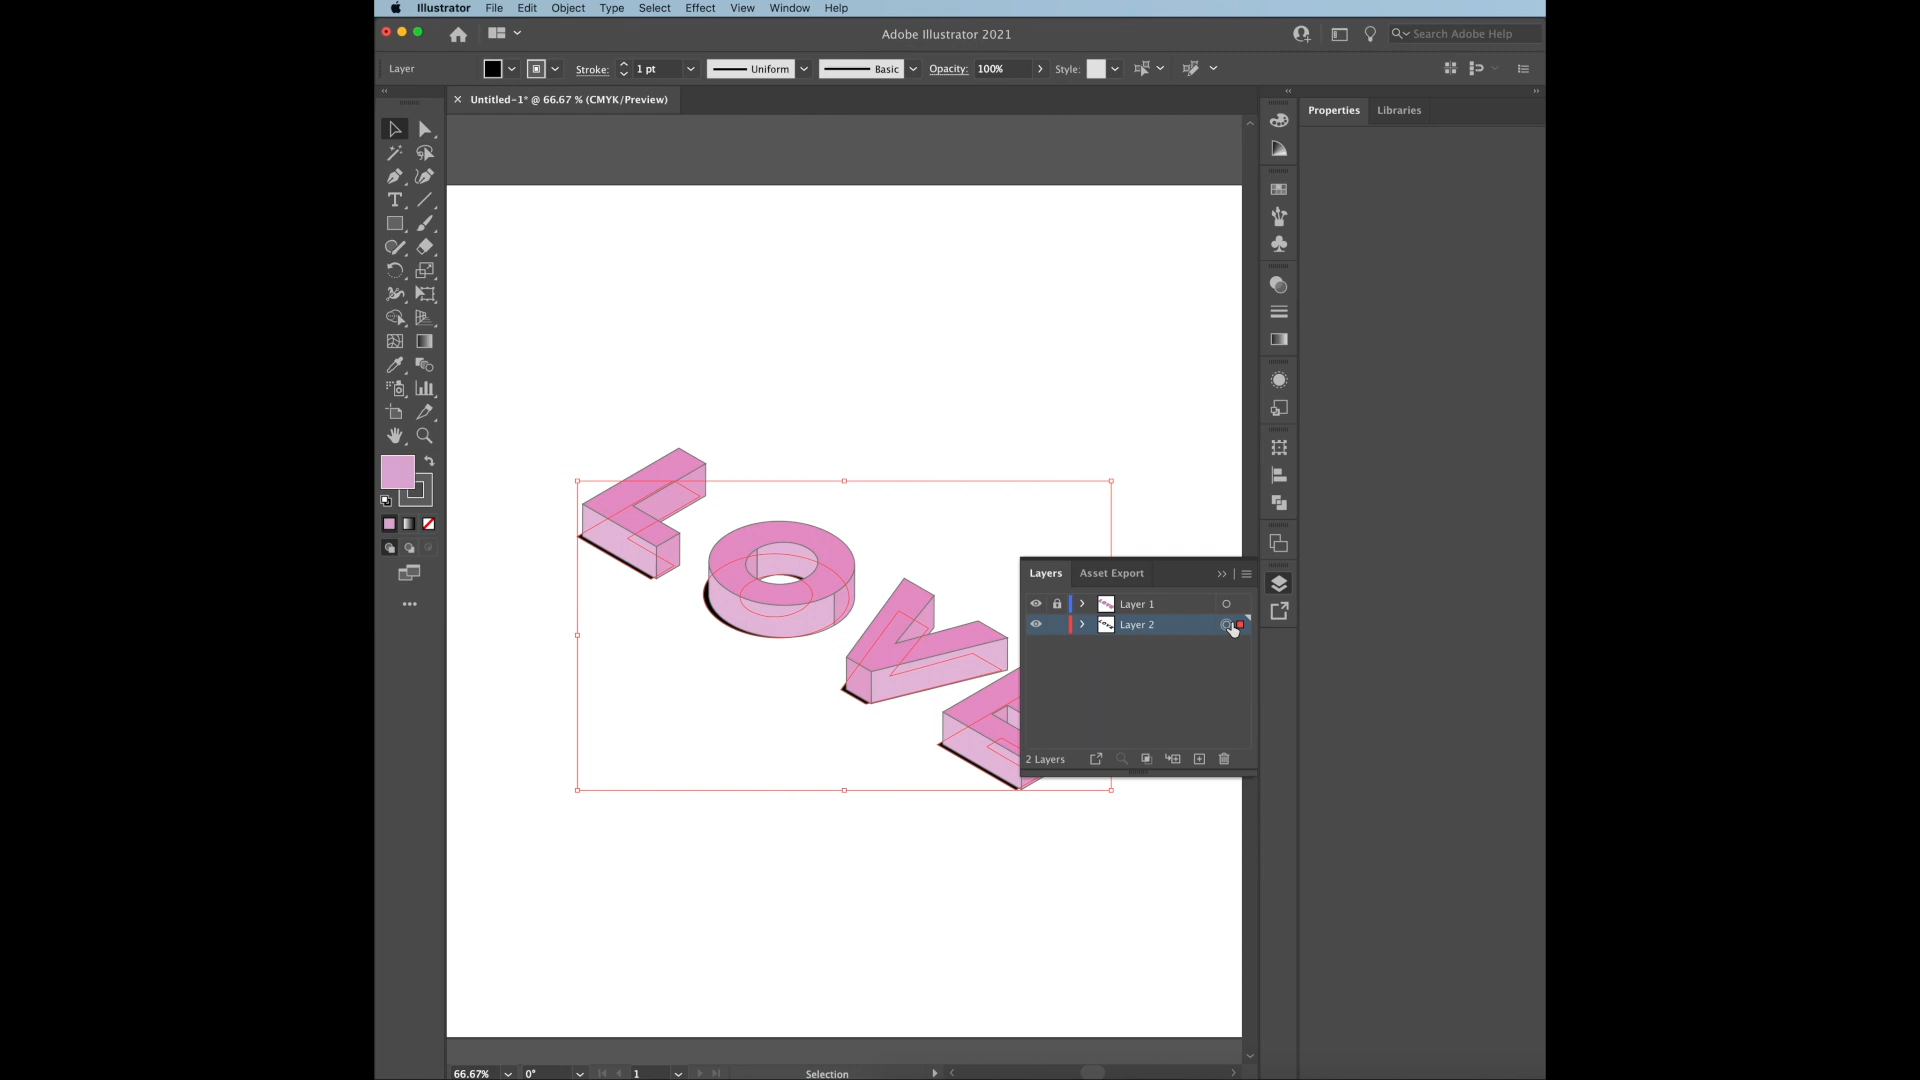 Illustrator File Edit Object Type Select Effect View Window Help
Adobe Illustrator 2021
Search Adobe Help
Layer Stroke: 1 pt Uniform Basic Opacity: 100% Style:
Untitled-1* @ 66.67 % (CMYK/Preview)
Properties Libraries
LOVE
Layers Asset Export
Layer 1
Layer 2
2 Layers
66.67% 0° 1 Selection